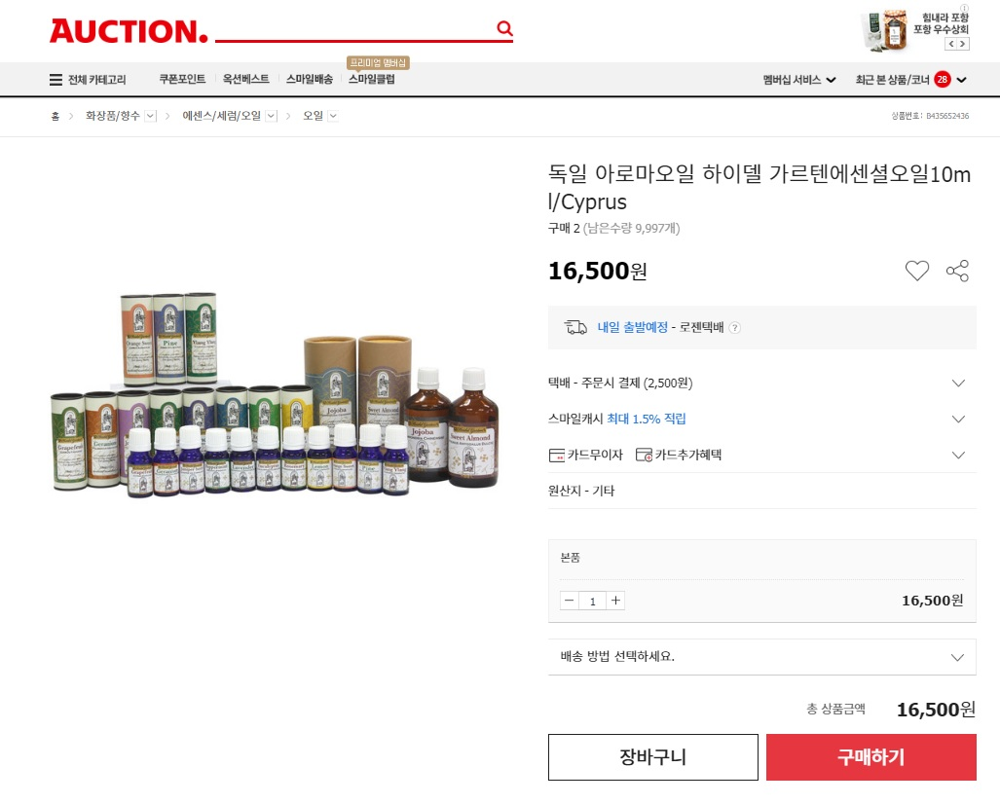 AUCTION.
힘내라 포항
포항 우수상회
전체 카테고리
쿠폰포인트
옥션베스트
스마일배송
프리미엄 멤버십
스마일클럽
멤버십 서비스
최근 본 상품/코너 28
홈
화장품/향수
에센스/세럼/오일
오일
상품번호 : B435652436
독일 아로마오일 하이델 가르텐에센셜오일10m
l/Cyprus
구매 2 (남은수량 9,997개)
16,500원
내일 출발예정 - 로젠택배 ?
택배 - 주문시 결제 (2,500원)
스마일캐시 최대 1.5% 적립
카드무이자 카드추가혜택
원산지 - 기타
본품
1
16,500원
배송 방법 선택하세요.
총 상품금액 16,500원
장바구니
구매하기
Orange Sweet
Pine
Ylang Ylang
Jojoba
Sweet Almond
Grapefruit
Geranium
Jojoba
Sweet Almond
Lavender
Lemon
Pine